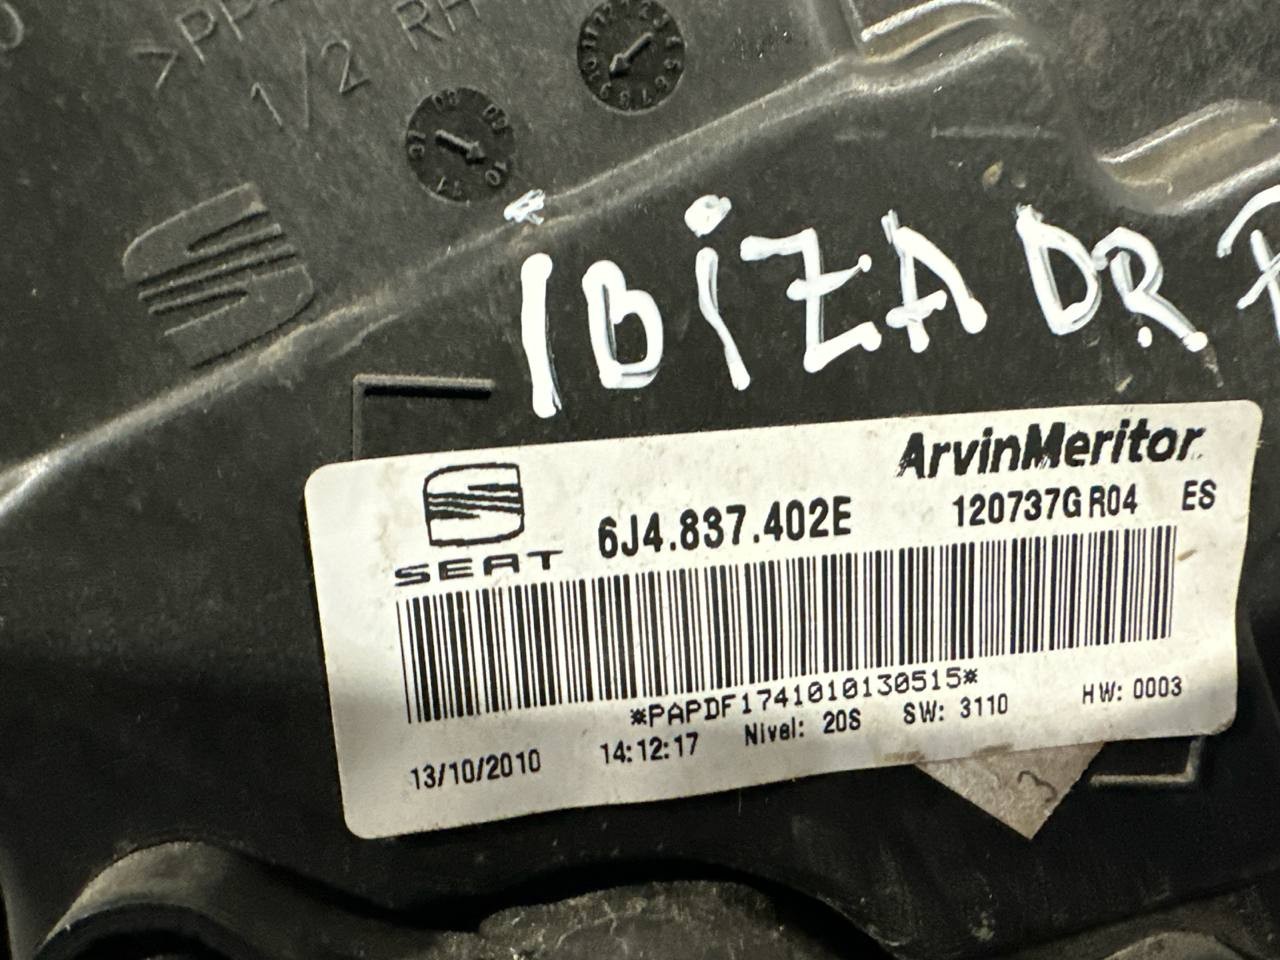 1/2 RH
IBIZA DR
ArvinMeritor
SEAT
6J4.837.402E
120737G R04 ES
*PAPDF1741010130515*
13/10/2010 14:12:17 Nivel: 20S SW: 3110 HW: 0003